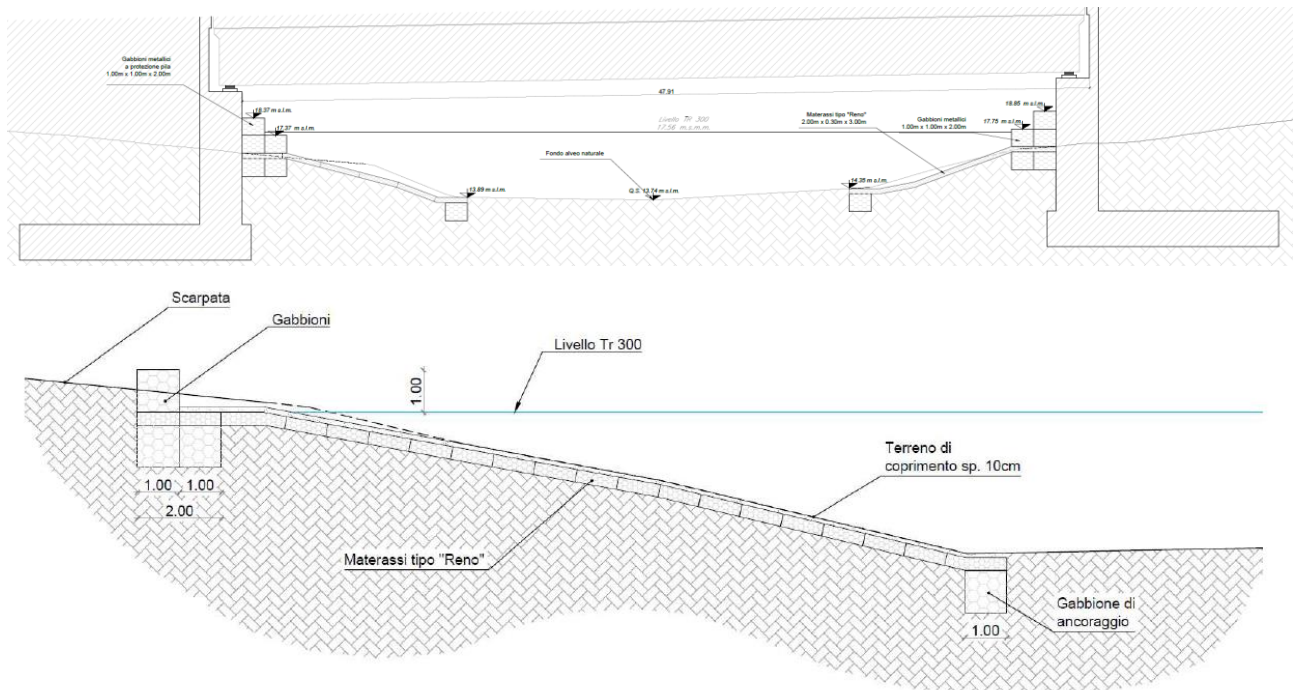 Gabbioni metallici
a protezione pila
1.00m x 1.00m x 2.00m
47.91
18.37 m s.l.m.
17.37 m s.l.m.
Livello TR 300
17.56 m s.m.m.
Materassi tipo "Reno"
2.00m x 0.30m x 3.00m
Gabbioni metallici
1.00m x 1.00m x 2.00m
18.85 m s.l.m.
17.75 m s.l.m.
Fondo alveo naturale
13.89 m s.l.m.
Q.S. 13.74 m s.l.m.
14.35 m s.l.m.
Scarpata
Gabbioni
Livello Tr 300
1.00
Terreno di
coprimento sp. 10cm
1.00 1.00
2.00
Materassi tipo "Reno"
Gabbione di
ancoraggio
1.00